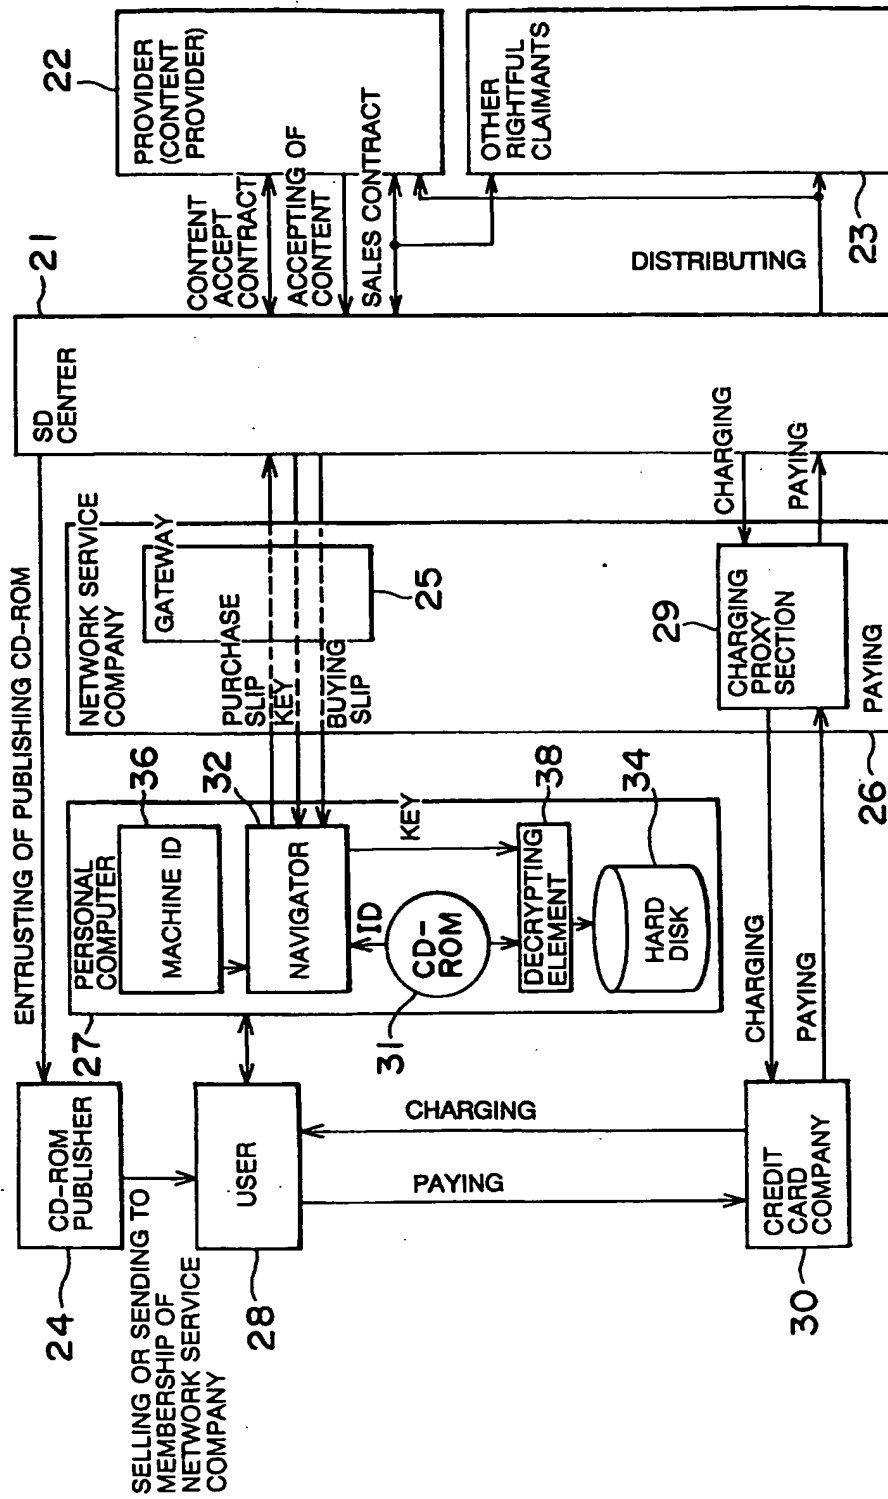 24
CD-ROM
PUBLISHER
ENTRUSTING OF PUBLISHING CD-ROM
SD
CENTER
21
22
PROVIDER
(CONTENT
PROVIDER)
SELLING OR SENDING TO
MEMBERSHIP OF
NETWORK SERVICE
COMPANY
27
PERSONAL
COMPUTER
36
MACHINE ID
NETWORK SERVICE
COMPANY
GATEWAY
25
CONTENT
ACCEPT
CONTRACT
ACCEPTING OF
CONTENT
SALES CONTRACT
28
USER
32
NAVIGATOR
PURCHASE
SLIP
KEY
BUYING
SLIP
ID
KEY
31
CD-
ROM
38
DECRYPTING
ELEMENT
34
HARD
DISK
OTHER
RIGHTFUL
CLAIMANTS
23
DISTRIBUTING
CHARGING
PAYING
30
CREDIT
CARD
COMPANY
CHARGING
PAYING
26
29
CHARGING
PROXY
SECTION
CHARGING
PAYING
PAYING